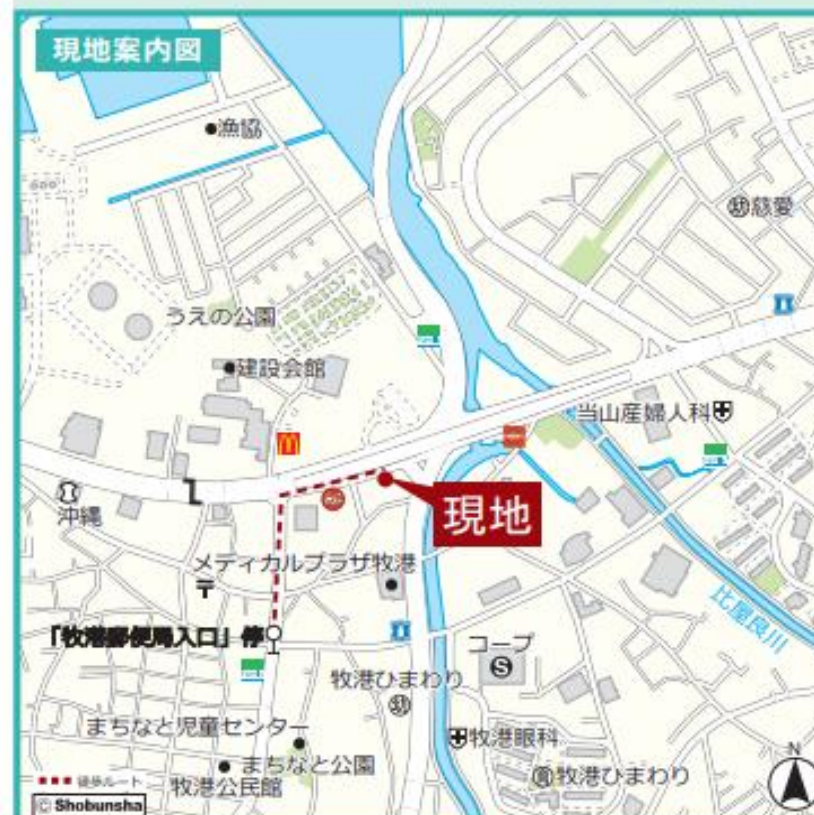 現地案内図
漁協
幼慈愛
うえの公園
建設会館
当山産婦人科
沖縄
現地
メディカルプラザ牧港
「牧港郵便局入口」停
比屋良川
コープ
S
牧港ひまわり
幼
まちなと児童センター
牧港眼科
まちなと公園
牧港ひまわり
N
徒歩ルート
牧港公民館
© Shobunsha